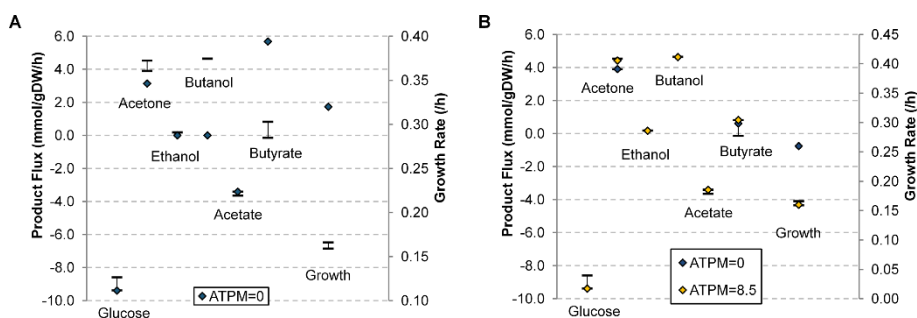 A
Product Flux (mmol/gDW/h)
6.0
4.0
2.0
0.0
-2.0
-4.0
-6.0
-8.0
-10.0
Acetone
Butanol
Ethanol
Butyrate
Acetate
Growth
Glucose
ATPM=0
0.40
0.35
0.30
0.25
0.20
0.15
0.10
Growth Rate (/h)
B
Product Flux (mmol/gDW/h)
6.0
4.0
2.0
0.0
-2.0
-4.0
-6.0
-8.0
-10.0
Acetone
Butanol
Ethanol
Butyrate
Acetate
Growth
Glucose
ATPM=0
ATPM=8.5
0.45
0.40
0.35
0.30
0.25
0.20
0.15
0.10
0.05
0.00
Growth Rate (/h)